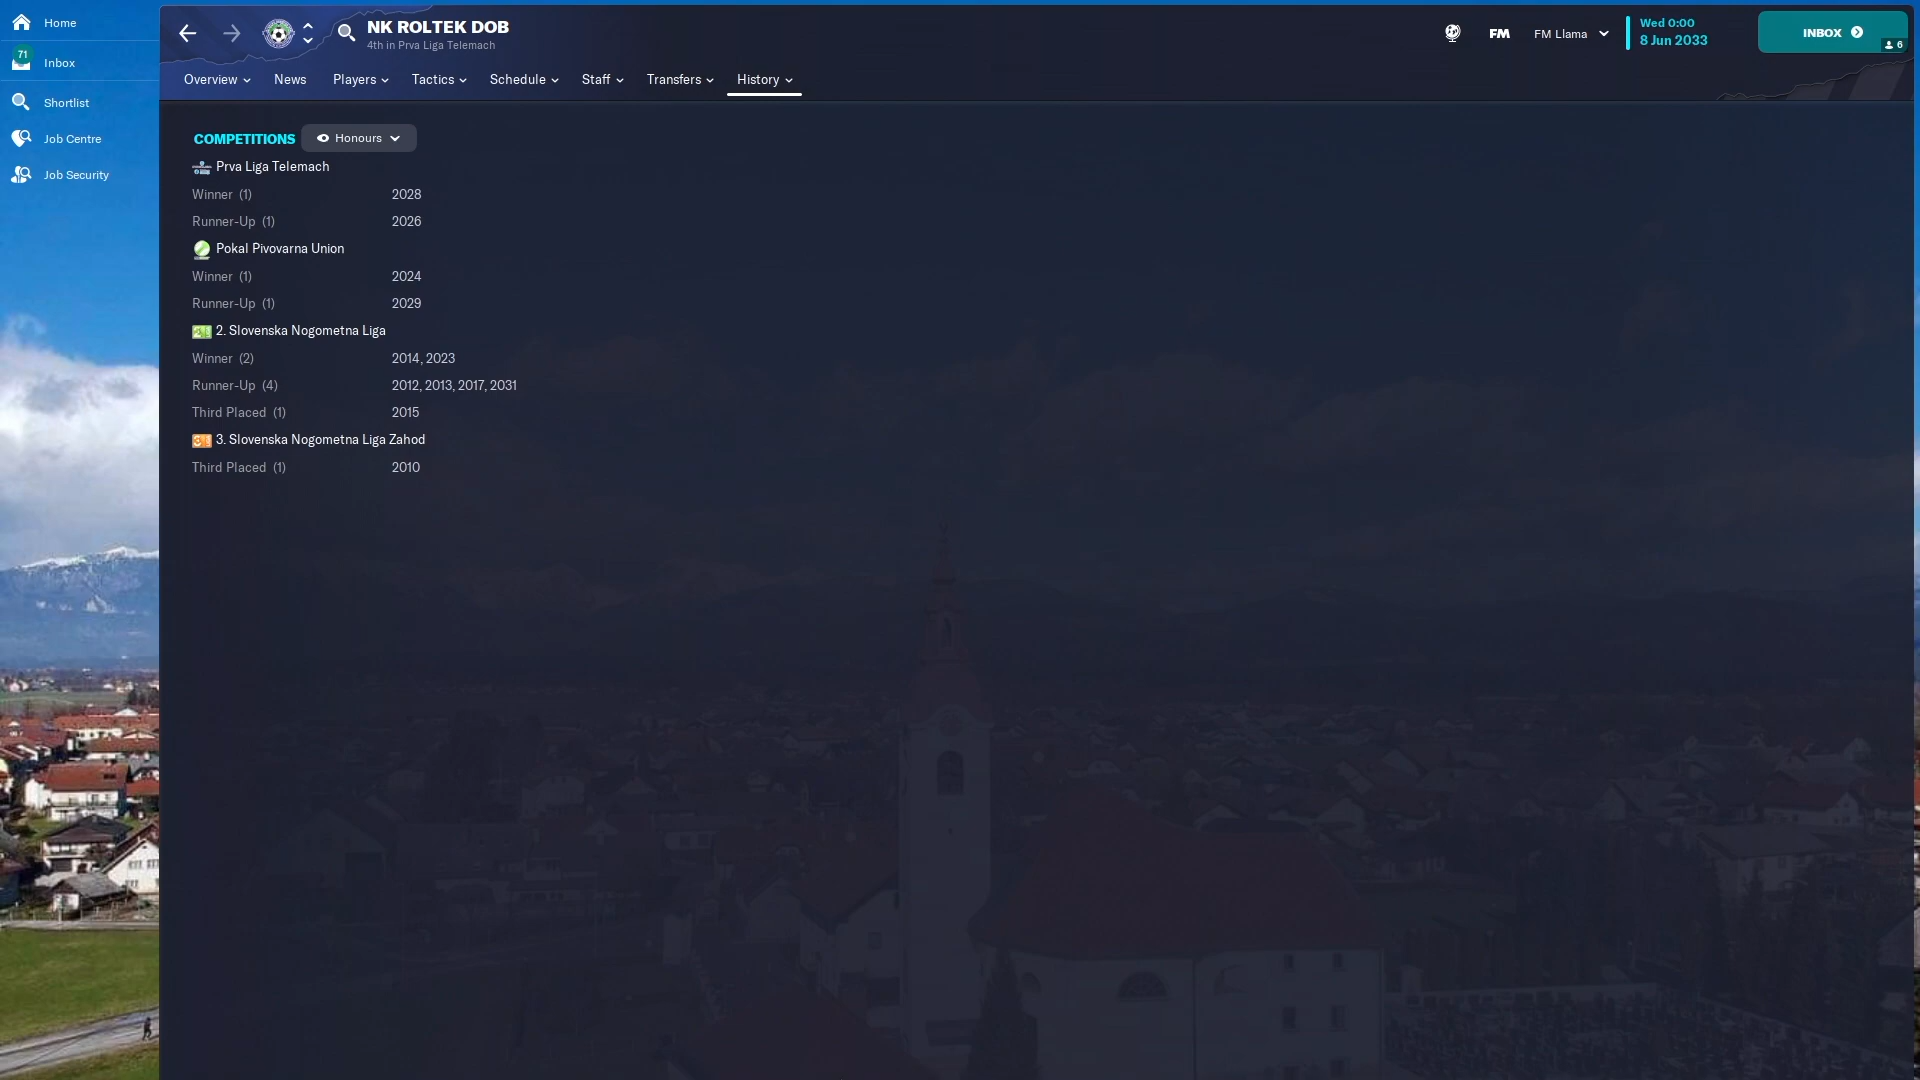 Home
71
Inbox
Shortlist
Job Centre
Job Security
NK ROLTEK DOB
4th in Prva Liga Telemach
FM
FM Llama
Wed 0:00
8 Jun 2033
INBOX
6
Overview
News
Players
Tactics
Schedule
Staff
Transfers
History
COMPETITIONS
Honours
Prva Liga Telemach
Winner (1) 2028
Runner-Up (1) 2026
Pokal Pivovarna Union
Winner (1) 2024
Runner-Up (1) 2029
2. Slovenska Nogometna Liga
Winner (2) 2014, 2023
Runner-Up (4) 2012, 2013, 2017, 2031
Third Placed (1) 2015
3. Slovenska Nogometna Liga Zahod
Third Placed (1) 2010